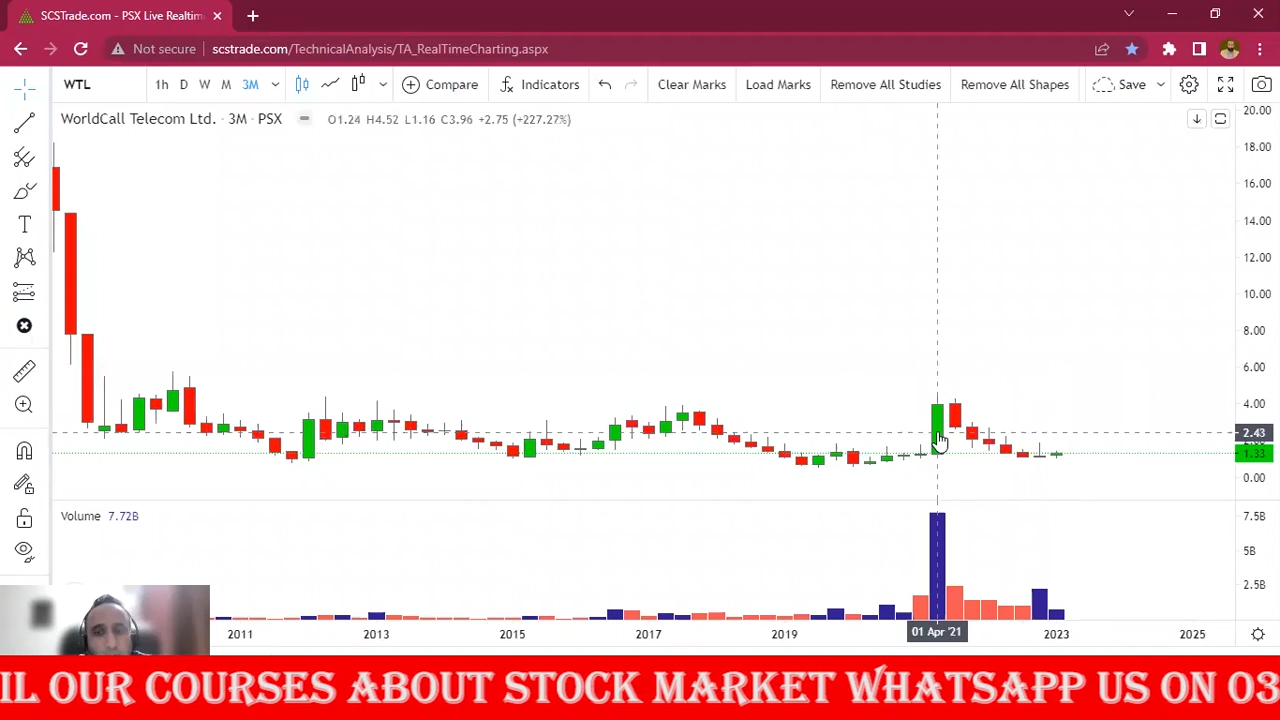 SCSTrade.com - PSX Live Realtim
Not secure scstrade.com/TechnicalAnalysis/TA_RealTimeCharting.aspx
WTL 1h D W M 3M Compare Indicators Clear Marks Load Marks Remove All Studies Remove All Shapes Save
WorldCall Telecom Ltd. · 3M · PSX O1.24 H4.52 L1.16 C3.96 +2.75 (+227.27%)
20.00
18.00
16.00
14.00
12.00
10.00
8.00
6.00
4.00
2.43
1.33
0.00
Volume 7.72B
7.5B
5B
2.5B
2011 2013 2015 2017 2019 01 Apr '21 2023 2025
IL OUR COURSES ABOUT STOCK MARKET WHATSAPP US ON 03